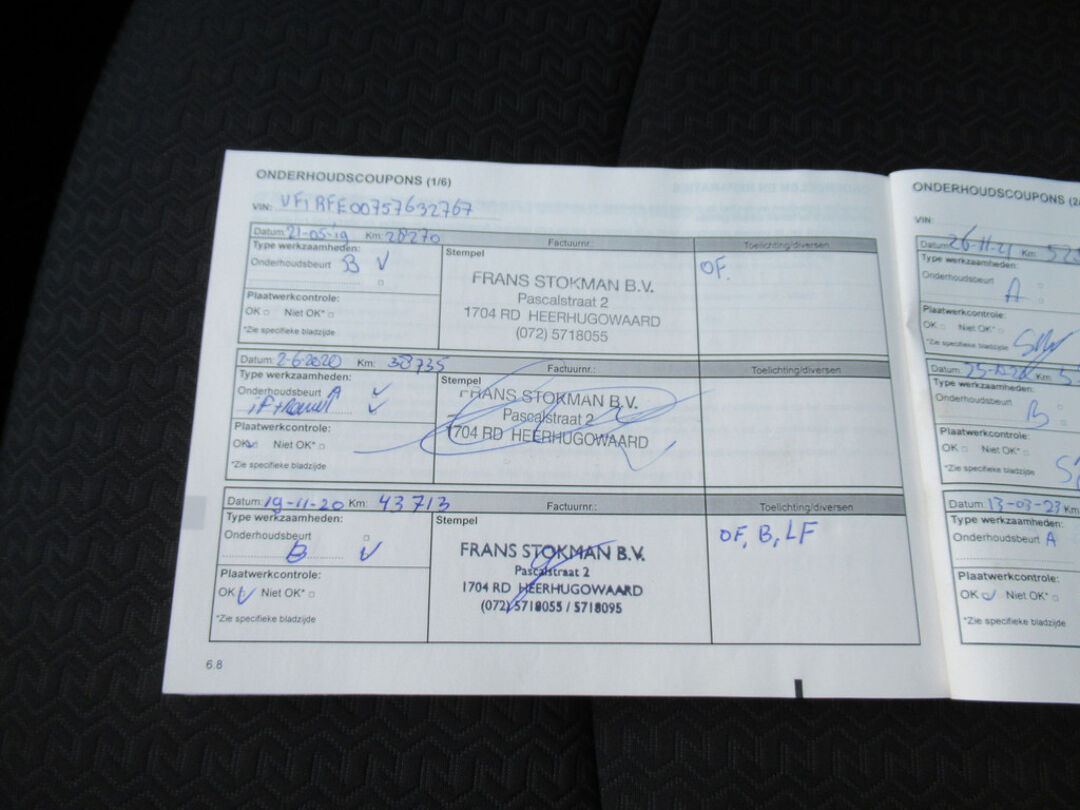 ONDERHOUDSCOUPONS (1/6)
VIN: VF1RFE00757632767
Datum: 21-05-19 Km: 28270 Factuurnr.: Toelichting/diversen
Type werkzaamheden:
Onderhoudsbeurt B
Stempel
OF.
FRANS STOKMAN B.V.
Pascalstraat 2
1704 RD HEERHUGOWAARD
(072) 5718055
Plaatwerkcontrole:
OK Niet OK*
*Zie specifieke bladzijde
Datum: 2-6-2020 Km: 38735 Factuurnr.: Toelichting/diversen
Type werkzaamheden:
Onderhoudsbeurt A
Stempel
FRANS STOKMAN B.V.
Pascalstraat 2
1704 RD HEERHUGOWAARD
Plaatwerkcontrole:
OK Niet OK*
*Zie specifieke bladzijde
Datum: 19-11-20 Km: 43713 Factuurnr.: Toelichting/diversen
Type werkzaamheden:
Onderhoudsbeurt
B
Stempel
OF, B, LF
FRANS STOKMAN B.V.
Pascalstraat 2
1704 RD HEERHUGOWAARD
(072) 5718055 / 5718095
Plaatwerkcontrole:
OK Niet OK*
*Zie specifieke bladzijde
6.8
ONDERHOUDSCOUPONS
VIN:
Datum: 26-11-21 Km:
Type werkzaamheden:
Onderhoudsbeurt
A
Plaatwerkcontrole:
OK Niet OK*
*Zie specifieke bladzijde
Datum: Km:
Type werkzaamheden:
Onderhoudsbeurt
B
Plaatwerkcontrole:
OK Niet OK*
*Zie specifieke bladzijde
Datum: 13-03-23 Km
Type werkzaamheden:
Onderhoudsbeurt A
Plaatwerkcontrole:
OK Niet OK*
*Zie specifieke bladzijde